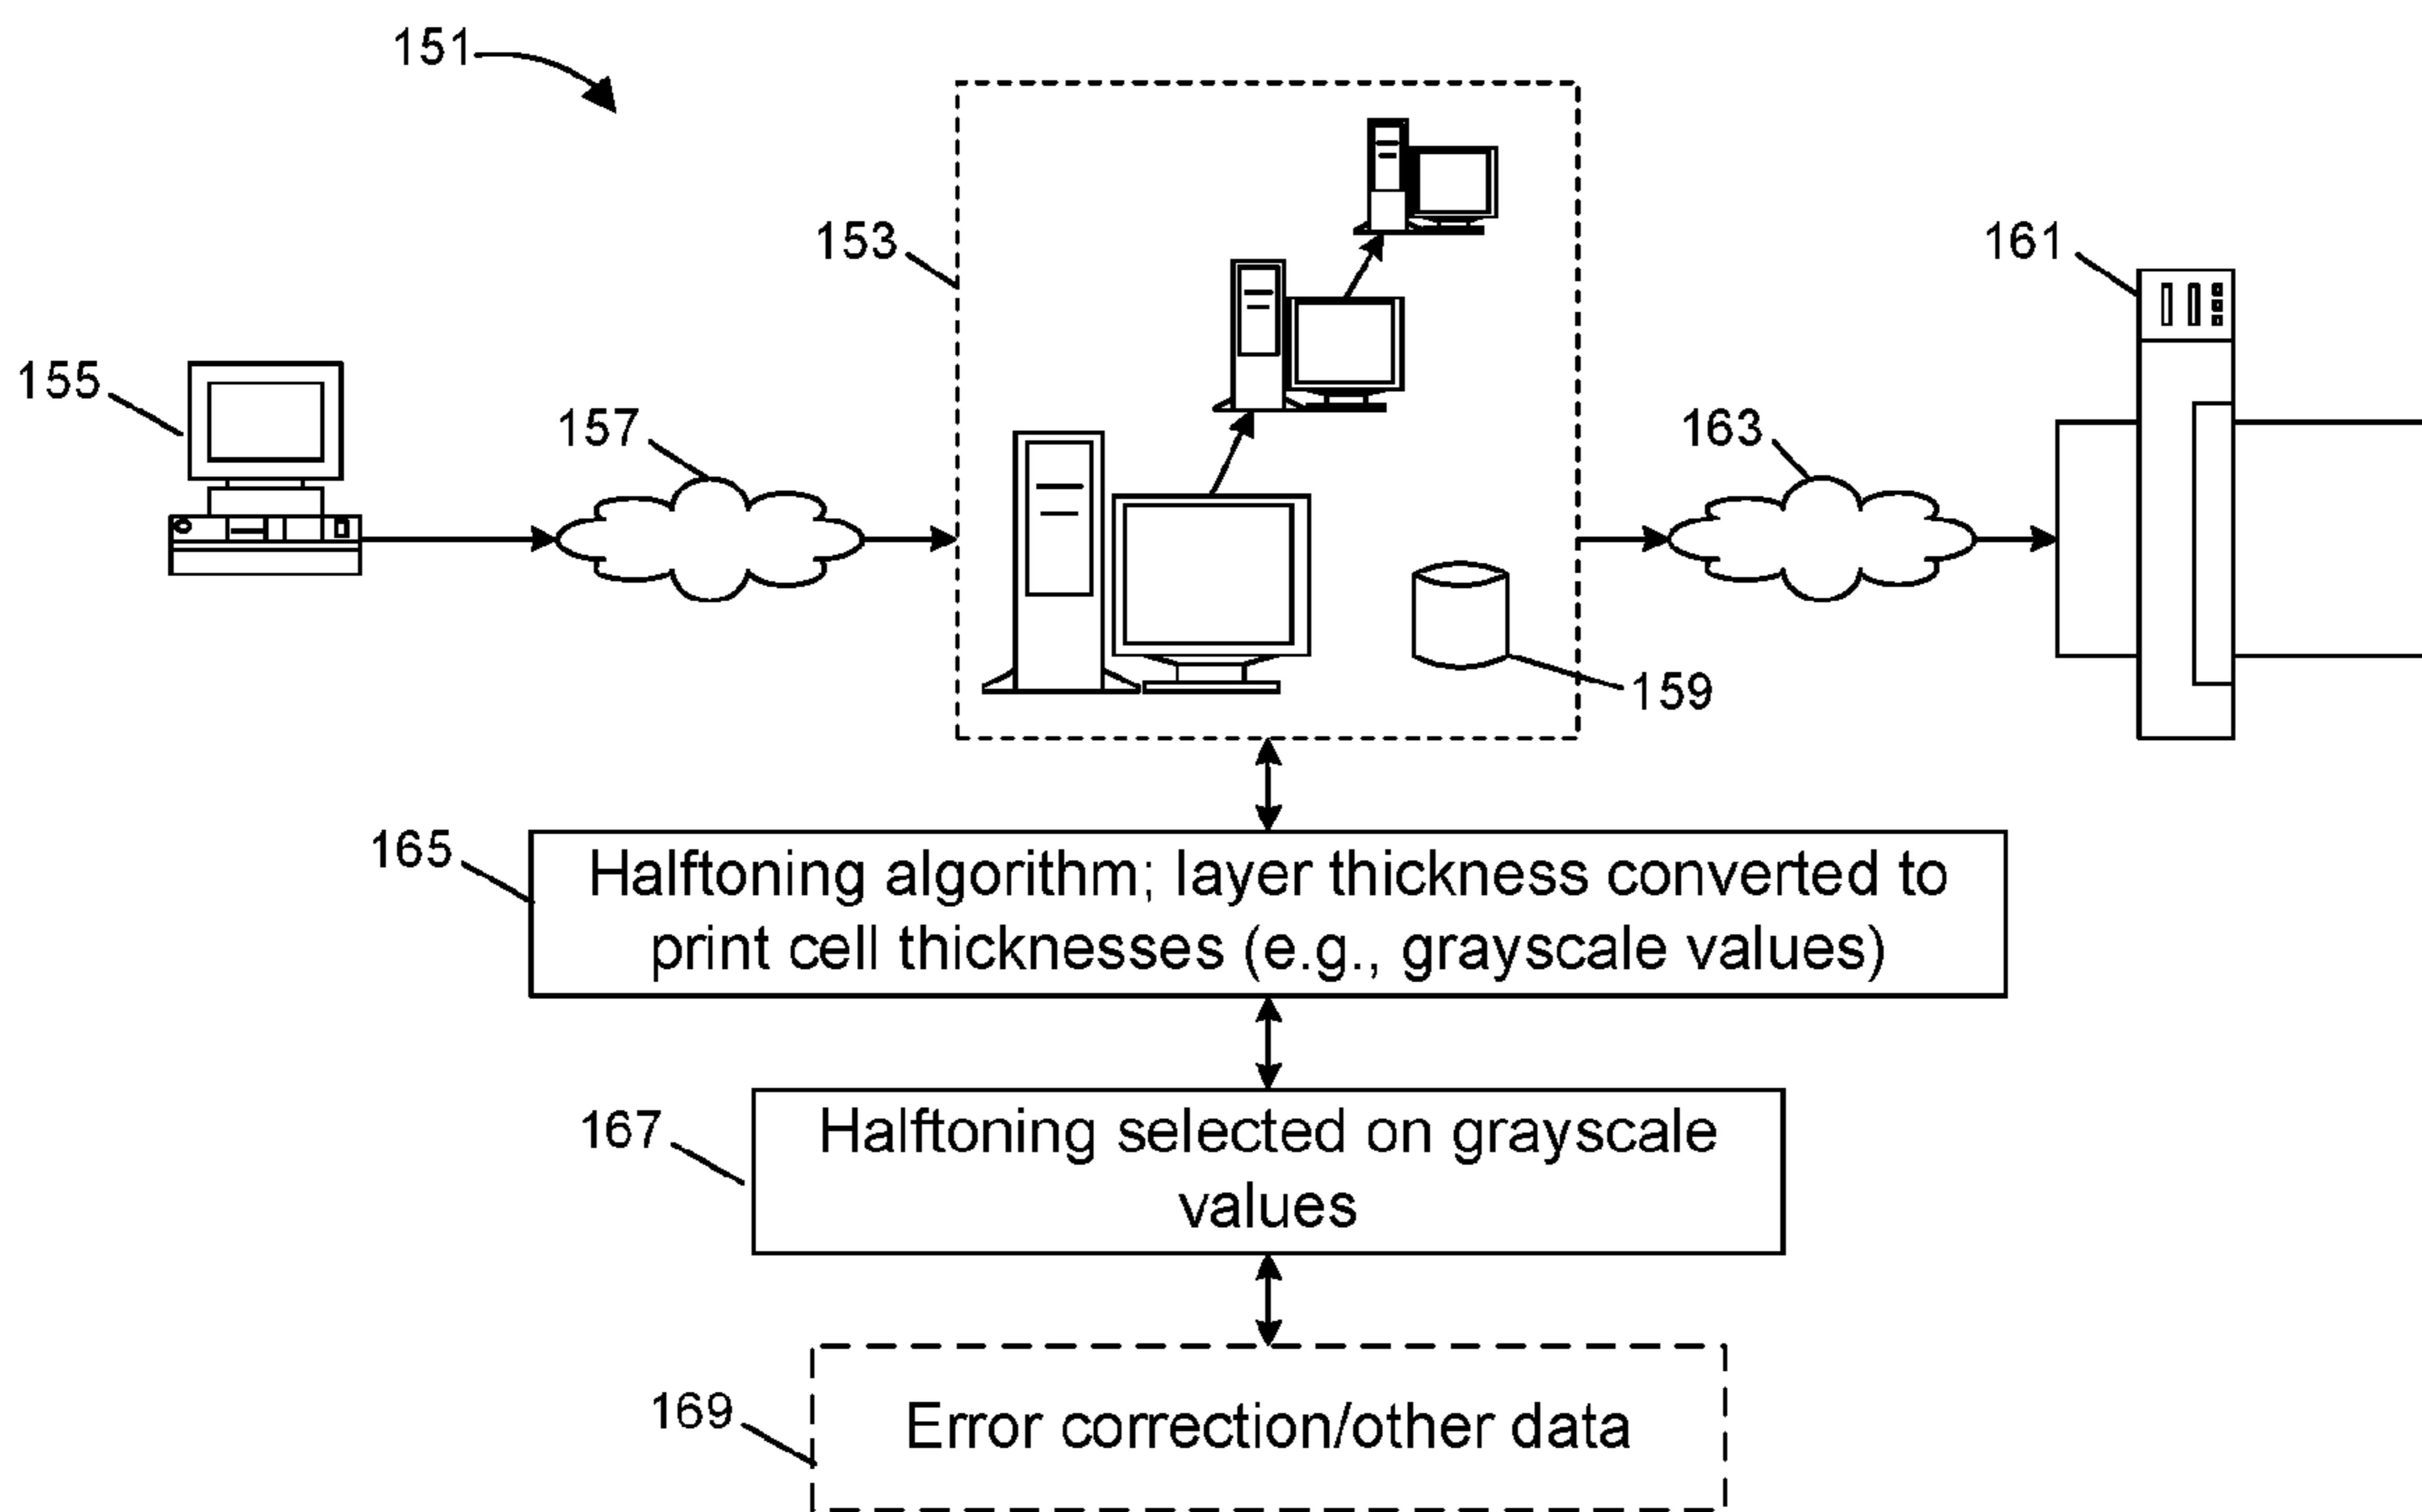 151
153
161
155
157
163
159
165
Halftoning algorithm; layer thickness converted to
print cell thicknesses (e.g., grayscale values)
167
Halftoning selected on grayscale
values
169
Error correction/other data